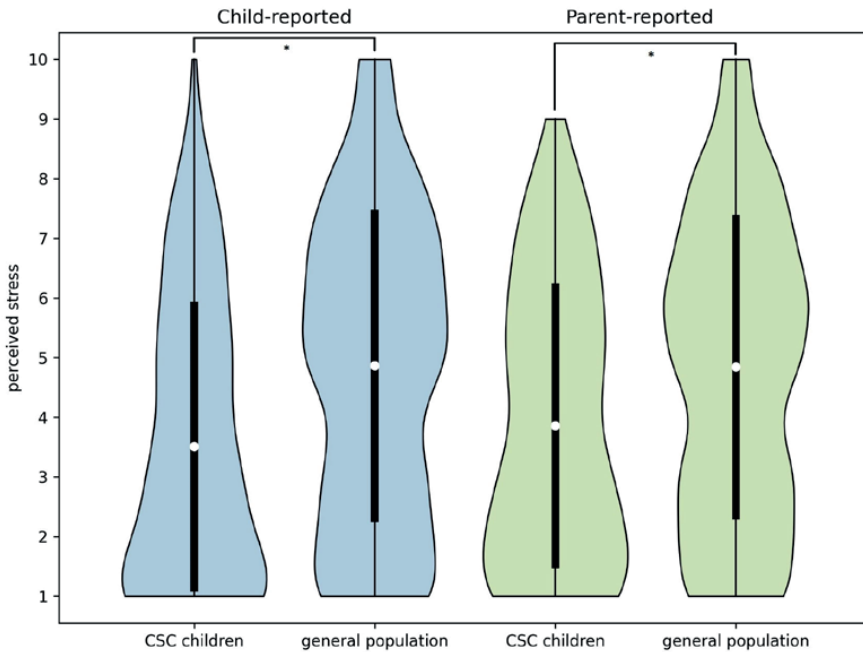 Child-reported
Parent-reported
*
*
10
9
8
7
6
5
4
3
2
1
perceived stress
CSC children
general population
CSC children
general population